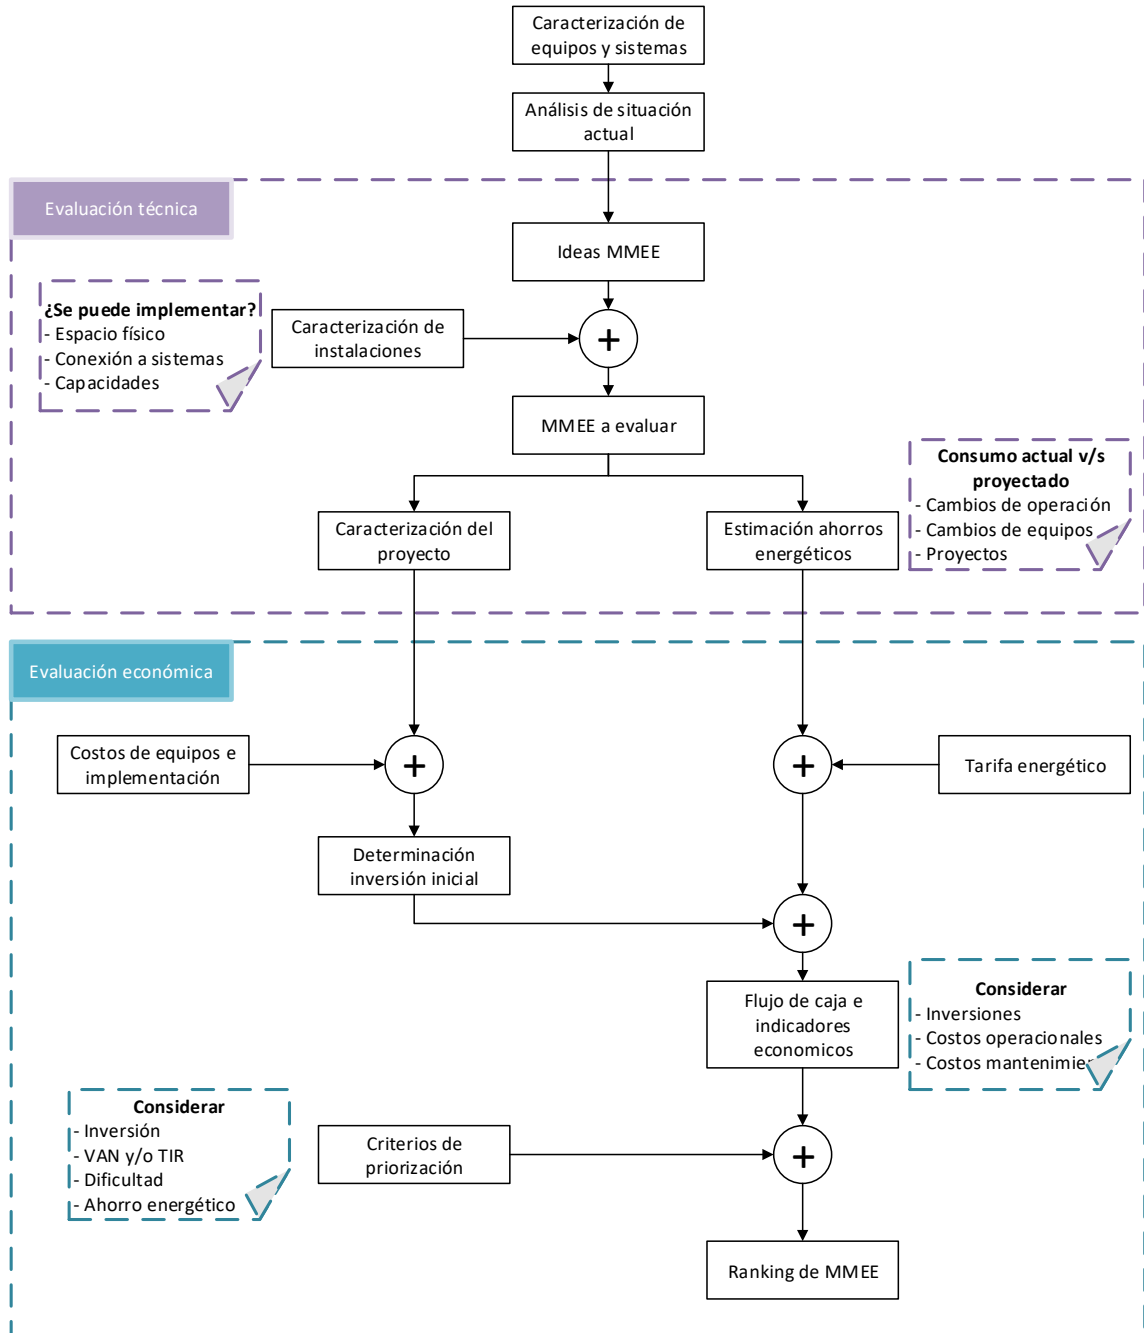 Caracterización de
equipos y sistemas
Análisis de situación
actual
Evaluación técnica
Ideas MMEE
¿Se puede implementar?
- Espacio físico
- Conexión a sistemas
- Capacidades
Caracterización de
instalaciones
+
MMEE a evaluar
Consumo actual v/s
proyectado
- Cambios de operación
- Cambios de equipos
- Proyectos
Caracterización del
proyecto
Estimación ahorros
energéticos
Evaluación económica
Costos de equipos e
implementación
+
+
Tarifa energético
Determinación
inversión inicial
+
Flujo de caja e
indicadores
economicos
Considerar
- Inversiones
- Costos operacionales
- Costos mantenimie
Considerar
- Inversión
- VAN y/o TIR
- Dificultad
- Ahorro energético
Criterios de
priorización
+
Ranking de MMEE